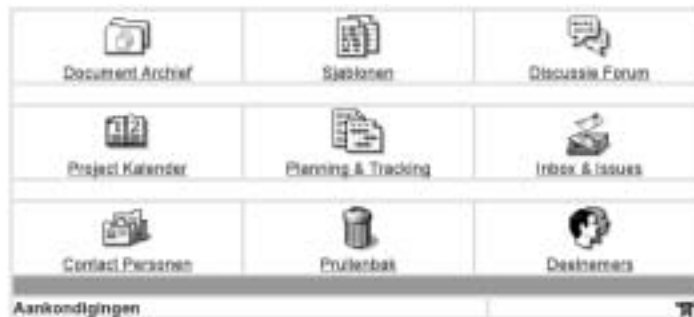 Document Archief
Sjablonen
Discussie Forum
Project Kalender
Planning & Tracking
Inbox & Issues
Contact Personen
Prullenbak
Deelnemers
Aankondigingen